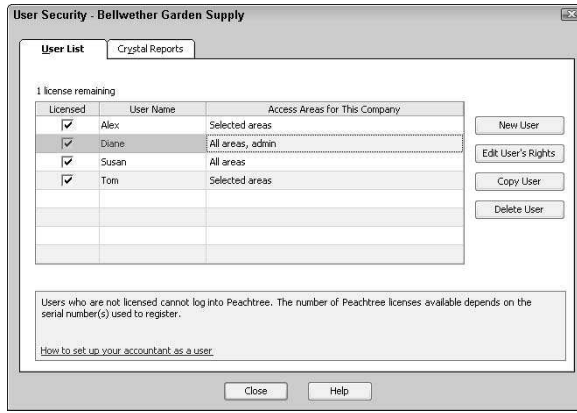 User Security - Bellwether Garden Supply
User List Crystal Reports
1 license remaining
Licensed User Name Access Areas for This Company
Alex Selected areas
Diane All areas, admin
Susan All areas
Tom Selected areas
New User
Edit User's Rights
Copy User
Delete User
Users who are not licensed cannot log into Peachtree. The number of Peachtree licenses available depends on the
serial number(s) used to register.
How to set up your accountant as a user
Close Help